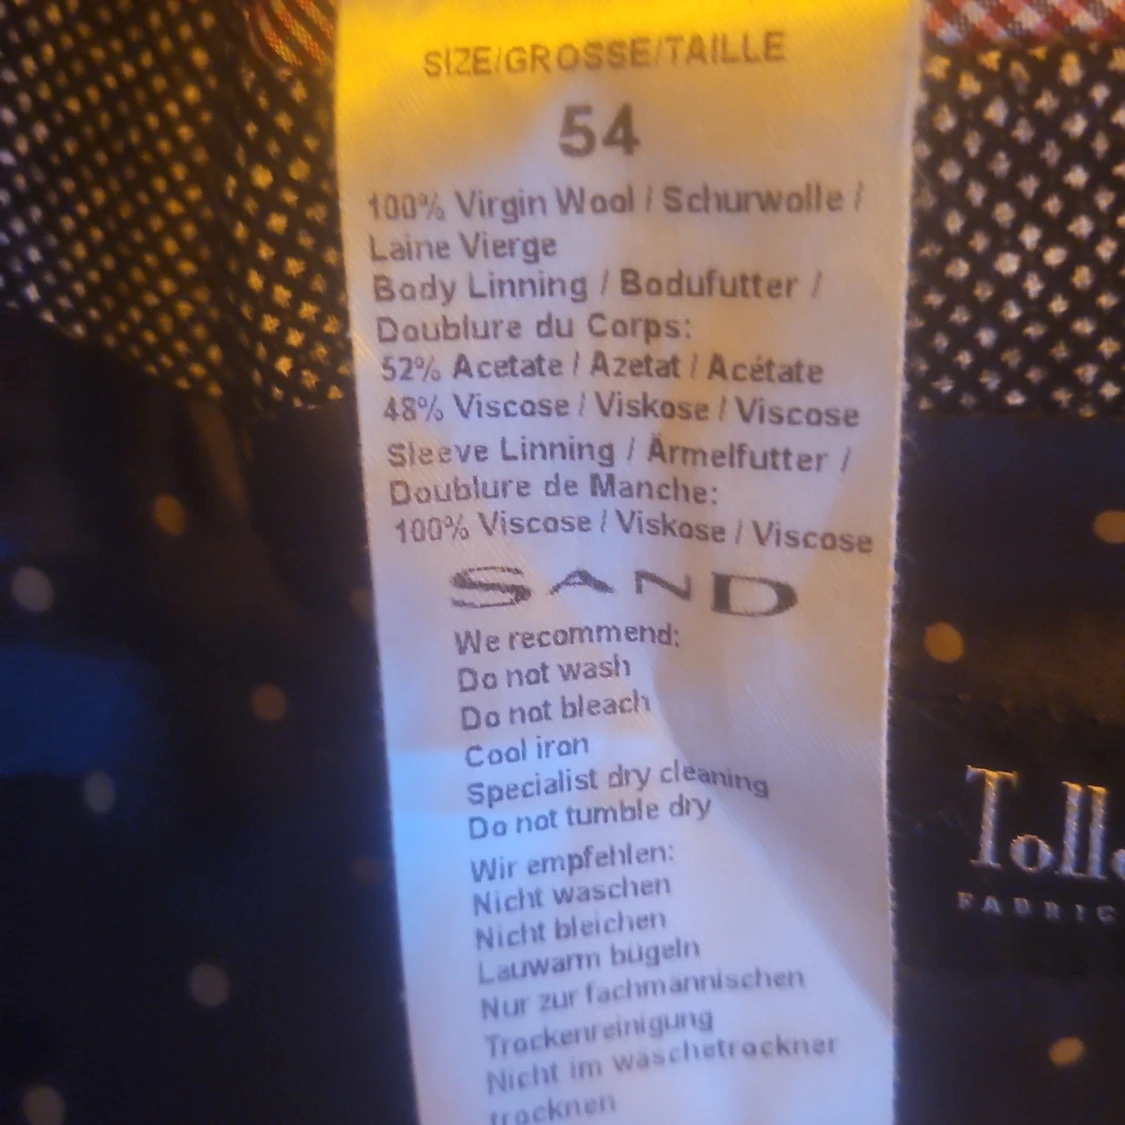 SIZE/GROSSE/TAILLE
54
100% Virgin Wool / Schurwolle /
Laine Vierge
Body Linning / Bodufutter /
Doublure du Corps:
52% Acetate / Azetat / Acétate
48% Viscose / Viskose / Viscose
Sleeve Linning / Ärmelfutter /
Doublure de Manche:
100% Viscose / Viskose / Viscose
SAND
We recommend:
Do not wash
Do not bleach
Cool iron
Specialist dry cleaning
Do not tumble dry
Wir empfehlen:
Nicht waschen
Nicht bleichen
Lauwarm bügeln
Nur zur fachmännischen
Trockenreinigung
Nicht im waschetrockner
trocknen